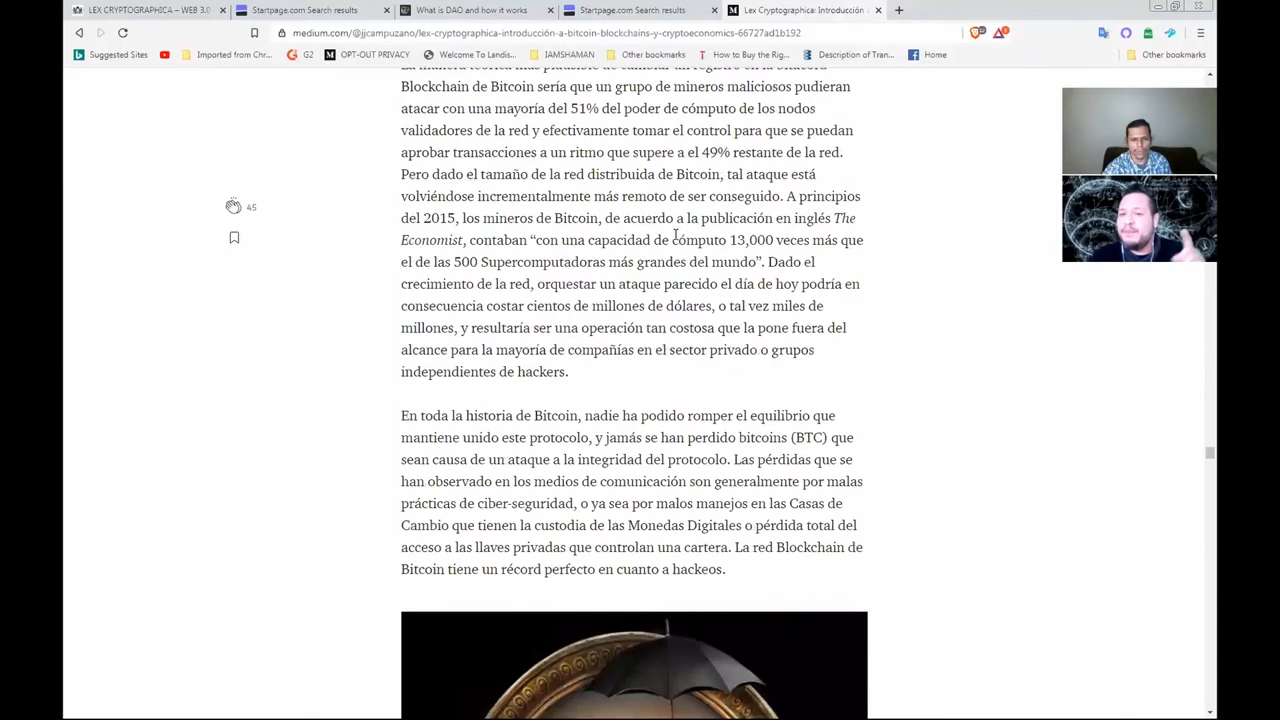 LEX CRYPTOGRAPHICA – WEB 3.0
Startpage.com Search results
What is DAO and how it works
Startpage.com Search results
Lex Cryptographica: Introducción
medium.com/@jjcampuzano/lex-cryptographica-introducción-a-bitcoin-blockchains-y-cryptoeconomics-66727ad1b192
Suggested Sites
Imported from Chr...
G2
OPT-OUT PRIVACY
Welcome To Landis...
IAMSHAMAN
Other bookmarks
How to Buy the Rig...
Description of Tran...
Home
Other bookmarks
Blockchain de Bitcoin sería que un grupo de mineros maliciosos pudieran
atacar con una mayoría del 51% del poder de cómputo de los nodos
validadores de la red y efectivamente tomar el control para que se puedan
aprobar transacciones a un ritmo que supere a el 49% restante de la red.
Pero dado el tamaño de la red distribuida de Bitcoin, tal ataque está
volviéndose incrementalmente más remoto de ser conseguido. A principios
del 2015, los mineros de Bitcoin, de acuerdo a la publicación en inglés The
Economist, contaban “con una capacidad de cómputo 13,000 veces más que
el de las 500 Supercomputadoras más grandes del mundo”. Dado el
crecimiento de la red, orquestar un ataque parecido el día de hoy podría en
consecuencia costar cientos de millones de dólares, o tal vez miles de
millones, y resultaría ser una operación tan costosa que la pone fuera del
alcance para la mayoría de compañías en el sector privado o grupos
independientes de hackers.
45
En toda la historia de Bitcoin, nadie ha podido romper el equilibrio que
mantiene unido este protocolo, y jamás se han perdido bitcoins (BTC) que
sean causa de un ataque a la integridad del protocolo. Las pérdidas que se
han observado en los medios de comunicación son generalmente por malas
prácticas de ciber-seguridad, o ya sea por malos manejos en las Casas de
Cambio que tienen la custodia de las Monedas Digitales o pérdida total del
acceso a las llaves privadas que controlan una cartera. La red Blockchain de
Bitcoin tiene un récord perfecto en cuanto a hackeos.